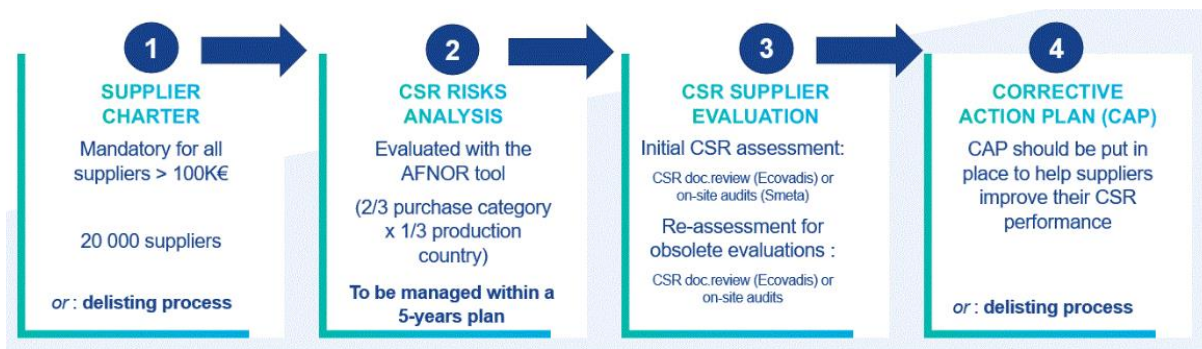 1
SUPPLIER
CHARTER
Mandatory for all
suppliers > 100K€
20 000 suppliers
or : delisting process
2
CSR RISKS
ANALYSIS
Evaluated with the
AFNOR tool
(2/3 purchase category
x 1/3 production
country)
To be managed within a
5-years plan
3
CSR SUPPLIER
EVALUATION
Initial CSR assessment:
CSR doc.review (Ecovadis) or
on-site audits (Smeta)
Re-assessment for
obsolete evaluations :
CSR doc.review (Ecovadis) or
on-site audits
4
CORRECTIVE
ACTION PLAN (CAP)
CAP should be put in
place to help suppliers
improve their CSR
performance
or : delisting process